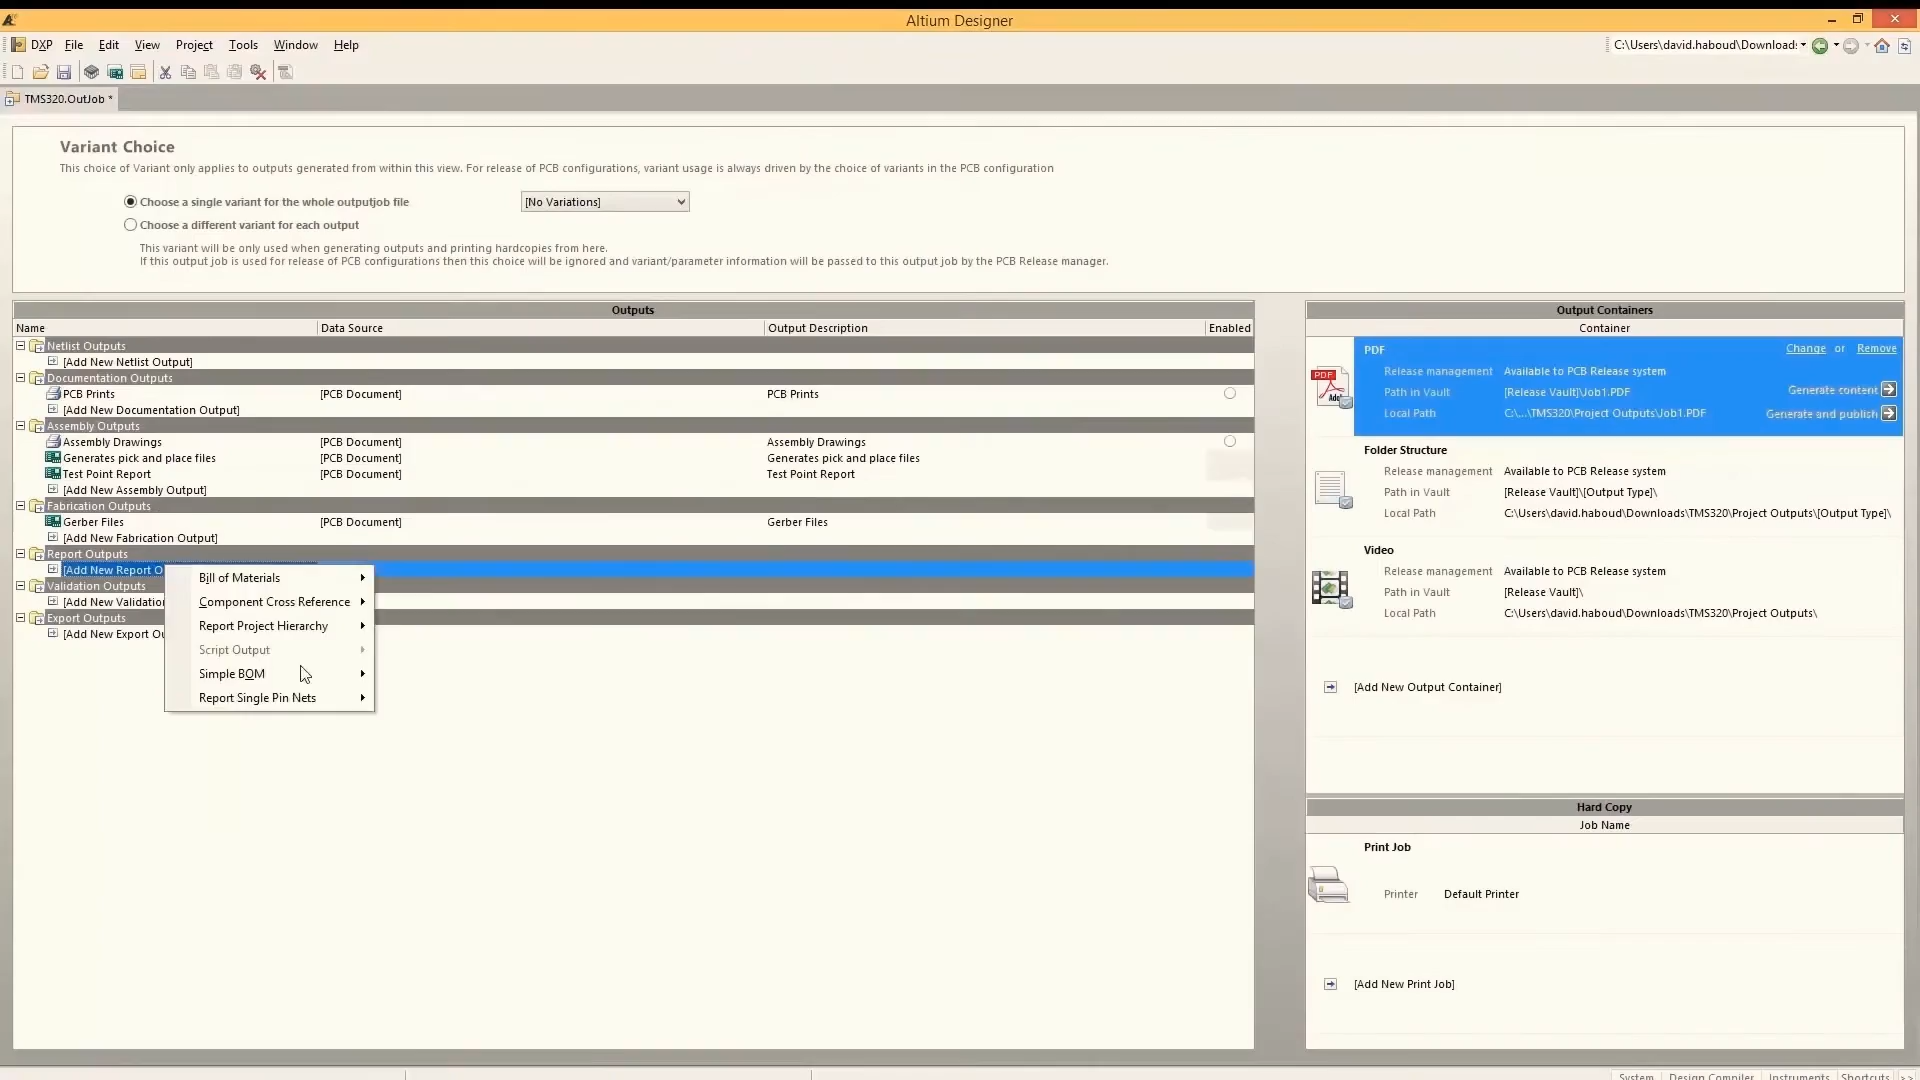 Altium Designer
DXP File Edit View Project Tools Window Help
C:\Users\david.haboud\Download:
TMS320.OutJob *
Variant Choice
This choice of Variant only applies to outputs generated from within this view. For release of PCB configurations, variant usage is always driven by the choice of variants in the PCB configuration
Choose a single variant for the whole outputjob file [No Variations]
Choose a different variant for each output
This variant will be only used when generating outputs and printing hardcopies from here.
If this output job is used for release of PCB configurations then this choice will be ignored and variant/parameter information will be passed to this output job by the PCB Release manager.
Outputs
Name Data Source Output Description Enabled
Netlist Outputs
[Add New Netlist Output]
Documentation Outputs
PCB Prints [PCB Document] PCB Prints
[Add New Documentation Output]
Assembly Outputs
Assembly Drawings [PCB Document] Assembly Drawings
Generates pick and place files [PCB Document] Generates pick and place files
Test Point Report [PCB Document] Test Point Report
[Add New Assembly Output]
Fabrication Outputs
Gerber Files [PCB Document] Gerber Files
[Add New Fabrication Output]
Report Outputs
[Add New Report O
Validation Outputs
[Add New Validation
Export Outputs
[Add New Export Ou
Bill of Materials
Component Cross Reference
Report Project Hierarchy
Script Output
Simple BOM
Report Single Pin Nets
Output Containers
Container
PDF Change or Remove
Release management Available to PCB Release system
Path in Vault [Release Vault]\Job1.PDF Generate content
Local Path C:\...\TMS320\Project Outputs\Job1.PDF Generate and publish
Folder Structure
Release management Available to PCB Release system
Path in Vault [Release Vault]\[Output Type]\
Local Path C:\Users\david.haboud\Downloads\TMS320\Project Outputs\[Output Type]\
Video
Release management Available to PCB Release system
Path in Vault [Release Vault]\
Local Path C:\Users\david.haboud\Downloads\TMS320\Project Outputs\
[Add New Output Container]
Hard Copy
Job Name
Print Job
Printer Default Printer
[Add New Print Job]
System Design Compiler Instruments Shortcuts >>